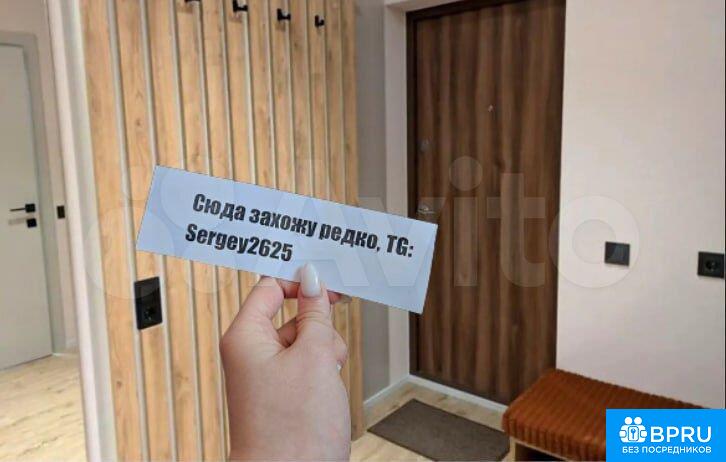 Сюда захожу редко, TG:
Sergey2625
Avito
BPRU
БЕЗ ПОСРЕДНИКОВ